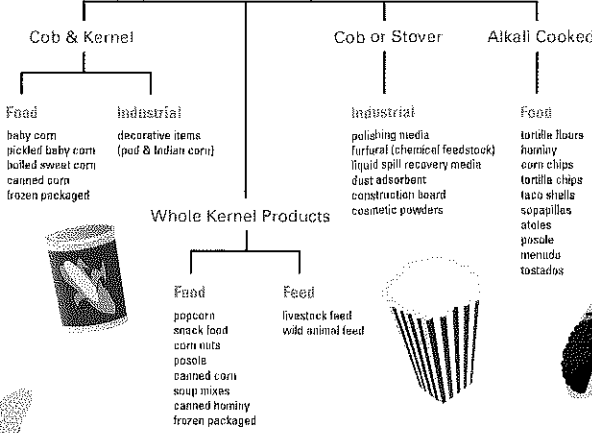 Cob & Kernel
Food
baby corn
pickled baby corn
boiled sweet corn
canned corn
frozen packaged
Industrial
decorative items
(pod & Indian corn)
Whole Kernel Products
Food
popcorn
snack food
corn nuts
posole
canned corn
soup mixes
canned hominy
frozen packaged
Feed
livestock feed
wild animal feed
Cob or Stover
Industrial
polishing media
furfural (chemical feedstock)
liquid spill recovery media
dust adsorbent
construction board
cosmetic powders
Alkali Cooked
Food
tortilla flours
hominy
corn chips
tortilla chips
taco shells
sopapillas
atoles
posole
menudo
tostados